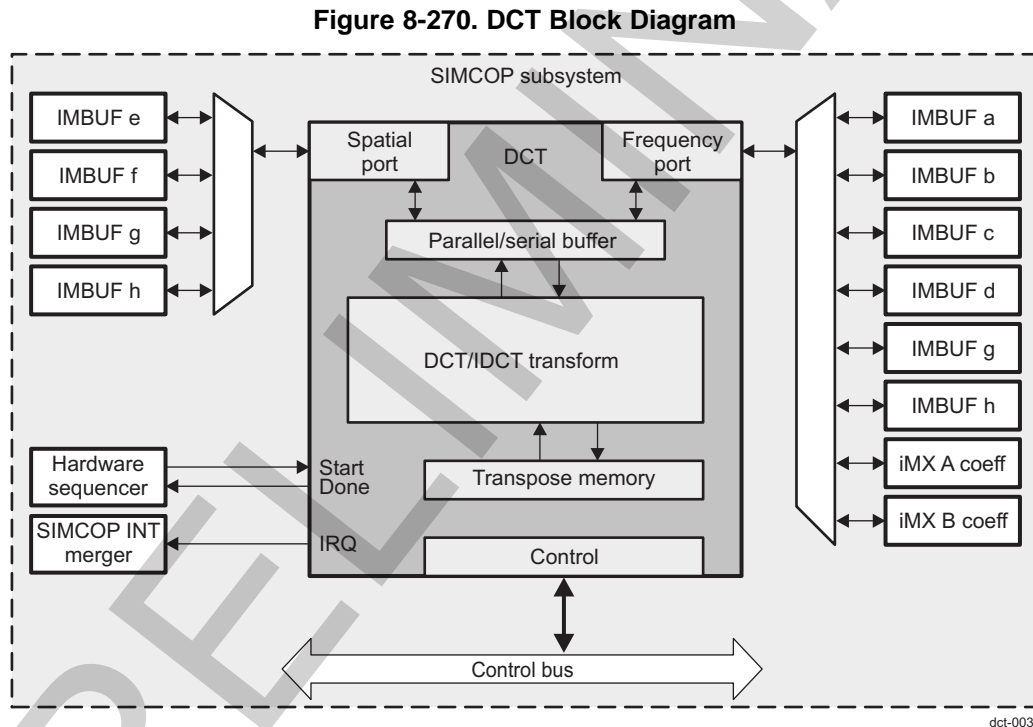 Figure 8-270. DCT Block Diagram
SIMCOP subsystem
IMBUF e
IMBUF f
IMBUF g
IMBUF h
Spatial
port
DCT
Frequency
port
Parallel/serial buffer
DCT/IDCT transform
Transpose memory
Start
Done
IRQ
Control
Hardware
sequencer
SIMCOP INT
merger
IMBUF a
IMBUF b
IMBUF c
IMBUF d
IMBUF g
IMBUF h
iMX A coeff
iMX B coeff
Control bus
dct-003
PRELIMINA